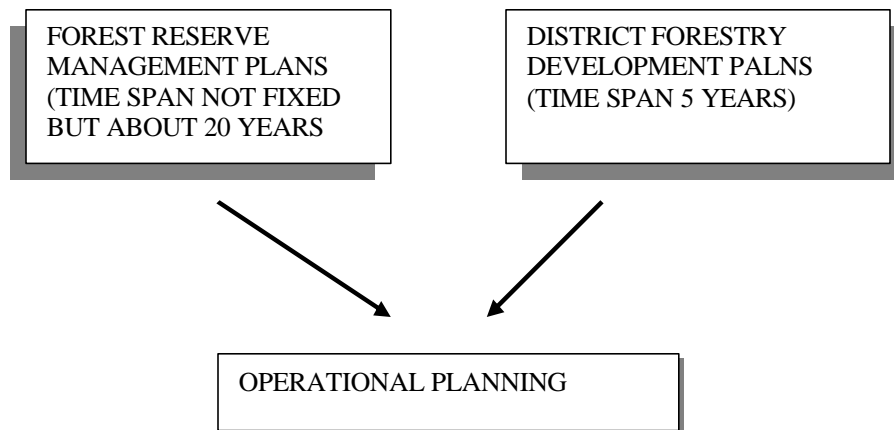 FOREST RESERVE
MANAGEMENT PLANS
(TIME SPAN NOT FIXED
BUT ABOUT 20 YEARS
DISTRICT FORESTRY
DEVELOPMENT PALNS
(TIME SPAN 5 YEARS)
OPERATIONAL PLANNING